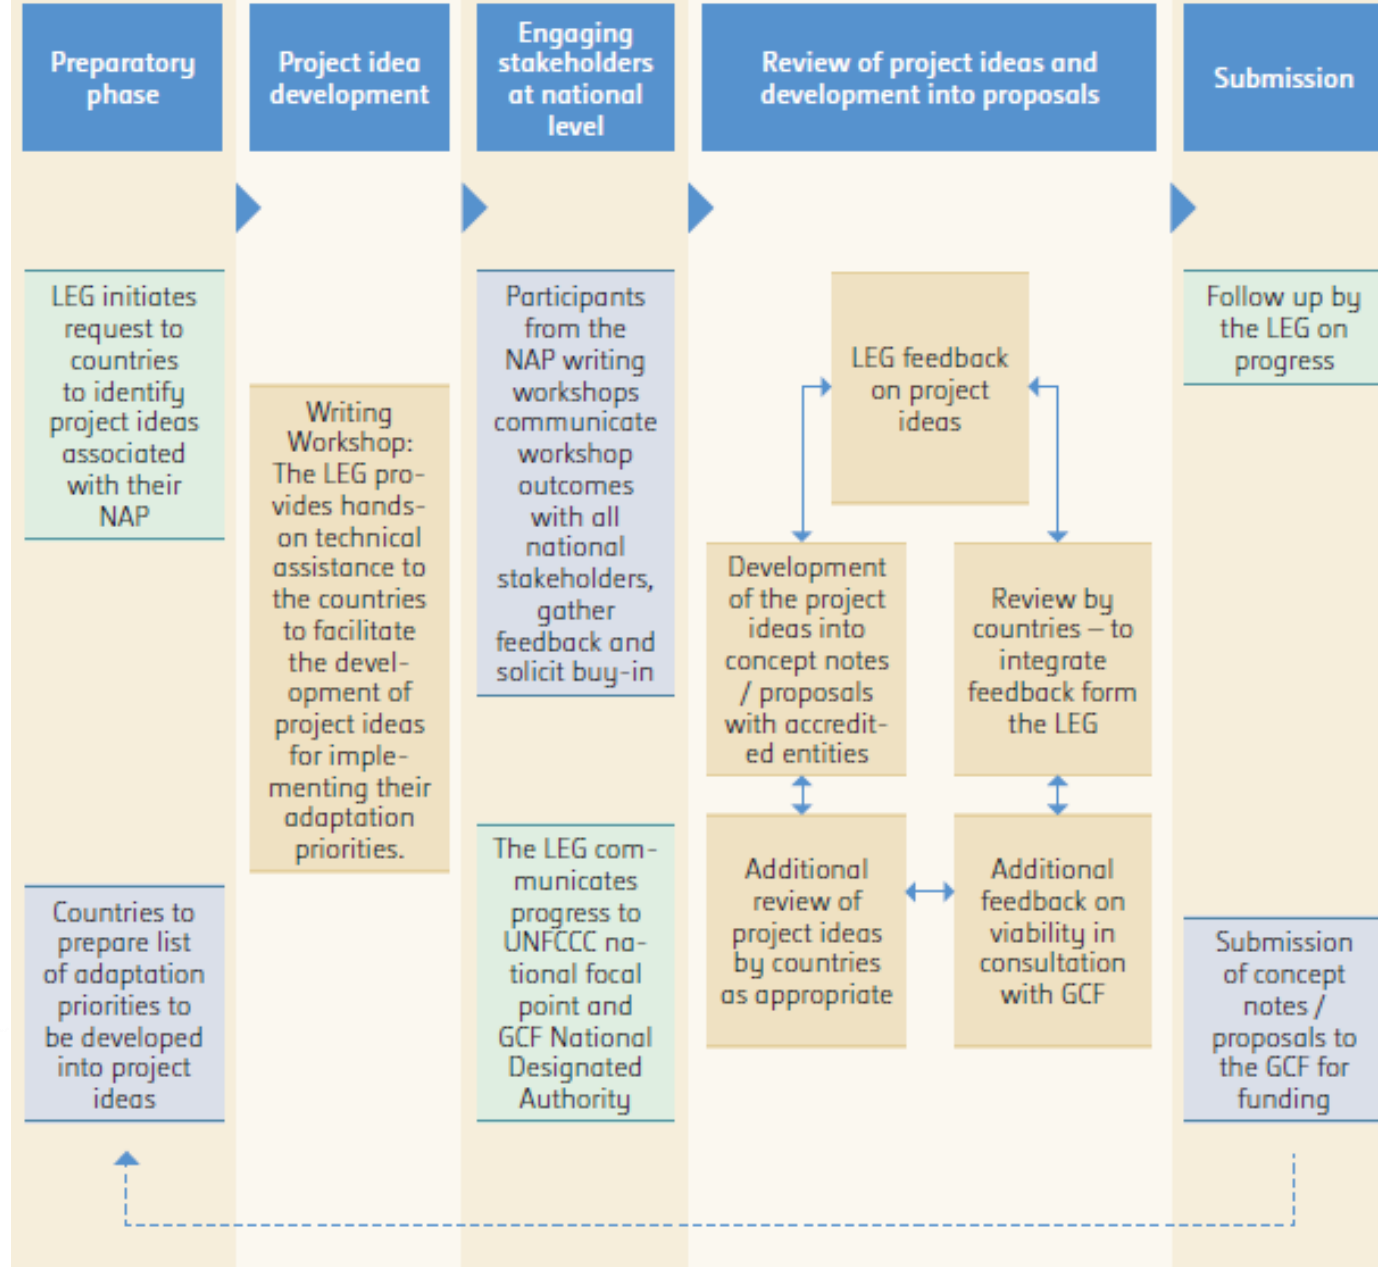 Preparatory
phase
Project idea
development
Engaging
stakeholders
at national
level
Review of project ideas and
development into proposals
Submission
LEG initiates
request to
countries
to identify
project ideas
associated
with their
NAP
Countries to
prepare list
of adaptation
priorities to
be developed
into project
ideas
Writing
Workshop:
The LEG pro-
vides hands-
on technical
assistance to
the countries
to facilitate
the devel-
opment of
project ideas
for imple-
menting their
adaptation
priorities.
Participants
from the
NAP writing
workshops
communicate
workshop
outcomes
with all
national
stakeholders,
gather
feedback and
solicit buy-in
The LEG com-
municates
progress to
UNFCCC na-
tional focal
point and
GCF National
Designated
Authority
LEG feedback
on project
ideas
Development
of the project
ideas into
concept notes
/ proposals
with accredit-
ed entities
Review by
countries – to
integrate
feedback form
the LEG
Additional
review of
project ideas
by countries
as appropriate
Additional
feedback on
viability in
consultation
with GCF
Follow up by
the LEG on
progress
Submission
of concept
notes /
proposals to
the GCF for
funding